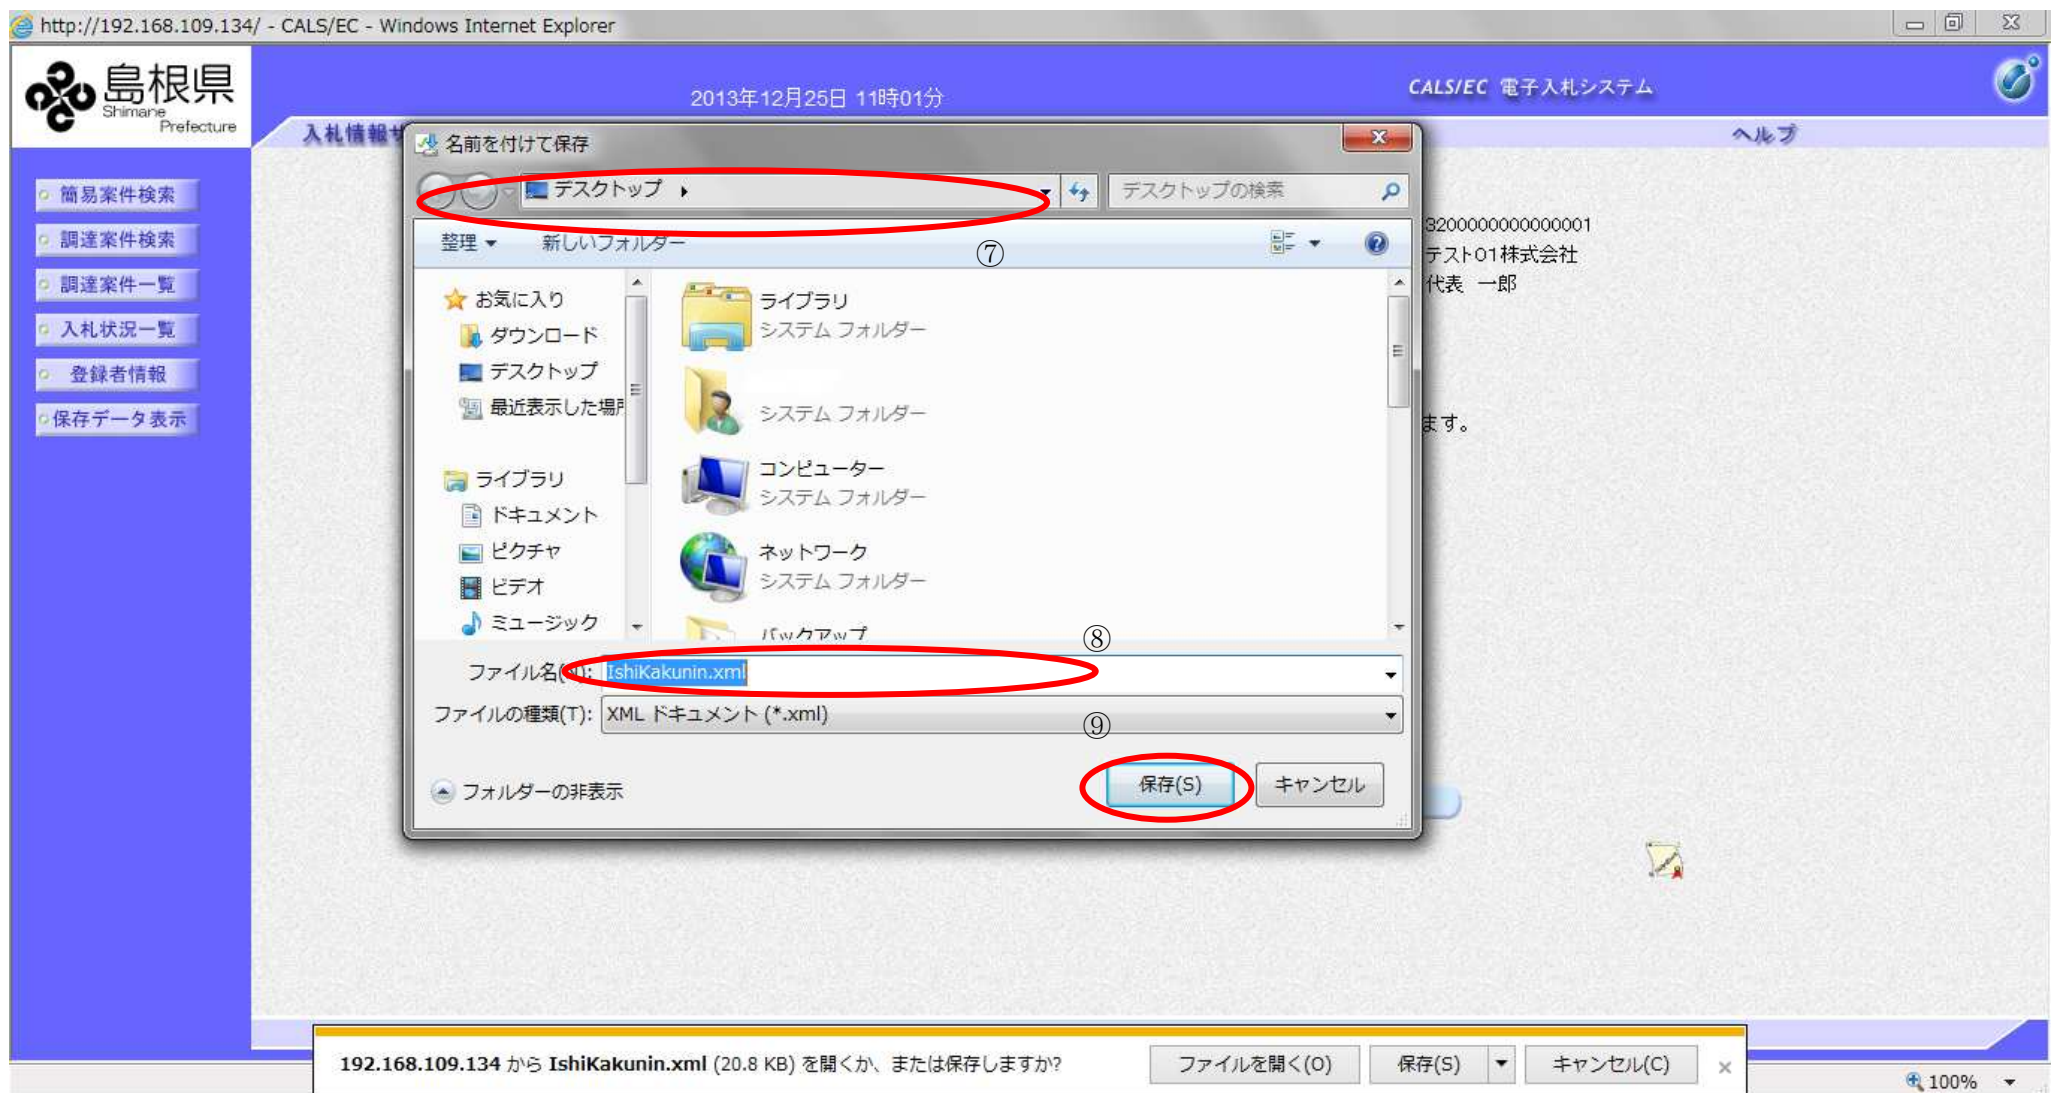 http://192.168.109.134/ - CALS/EC - Windows Internet Explorer
島根県
Shimane
Prefecture
2013年12月25日 11時01分
CALS/EC 電子入札システム
入札情報サ
ヘルプ
簡易案件検索
調達案件検索
調達案件一覧
入札状況一覧
登録者情報
保存データ表示
名前を付けて保存
デスクトップ
デスクトップの検索
整理
新しいフォルダー
⑦
お気に入り
ダウンロード
デスクトップ
最近表示した場所
ライブラリ
ドキュメント
ピクチャ
ビデオ
ミュージック
ライブラリ
システム フォルダー
システム フォルダー
コンピューター
システム フォルダー
ネットワーク
システム フォルダー
バックアップ
⑧
ファイル名(N): IshiKakunin.xml
ファイルの種類(T): XML ドキュメント (*.xml)
⑨
フォルダーの非表示
保存(S)
キャンセル
3200000000000001
テスト01株式会社
代表 一郎
ます。
192.168.109.134 から IshiKakunin.xml (20.8 KB) を開くか、または保存しますか?
ファイルを開く(O)
保存(S)
キャンセル(C)
100%